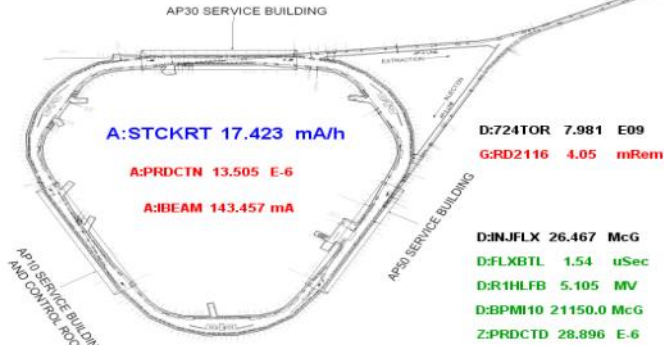 AP30 SERVICE BUILDING
EXTRACTION
A:STCKRT 17.423 mA/h
D:724TOR 7.981 E09
G:RD2116 4.05 mRem
A:PRDCTN 13.505 E-6
A:IBEAM 143.457 mA
AP50 SERVICE BUILDING
D:INJFLX 26.467 McG
D:FLXBTL 1.54 uSec
D:R1HLFB 5.105 MV
D:BPMI10 21150.0 McG
Z:PRDCTD 28.896 E-6
AP10 SERVICE BUILDING
AND CONTROL ROO